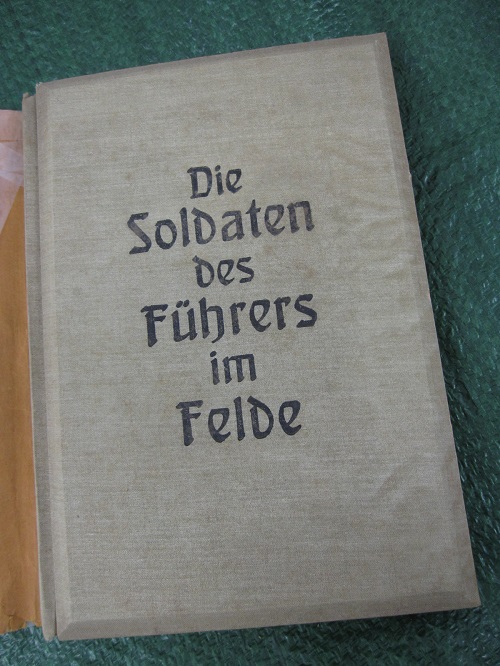 Die
Soldaten
des
Führers
im
Felde